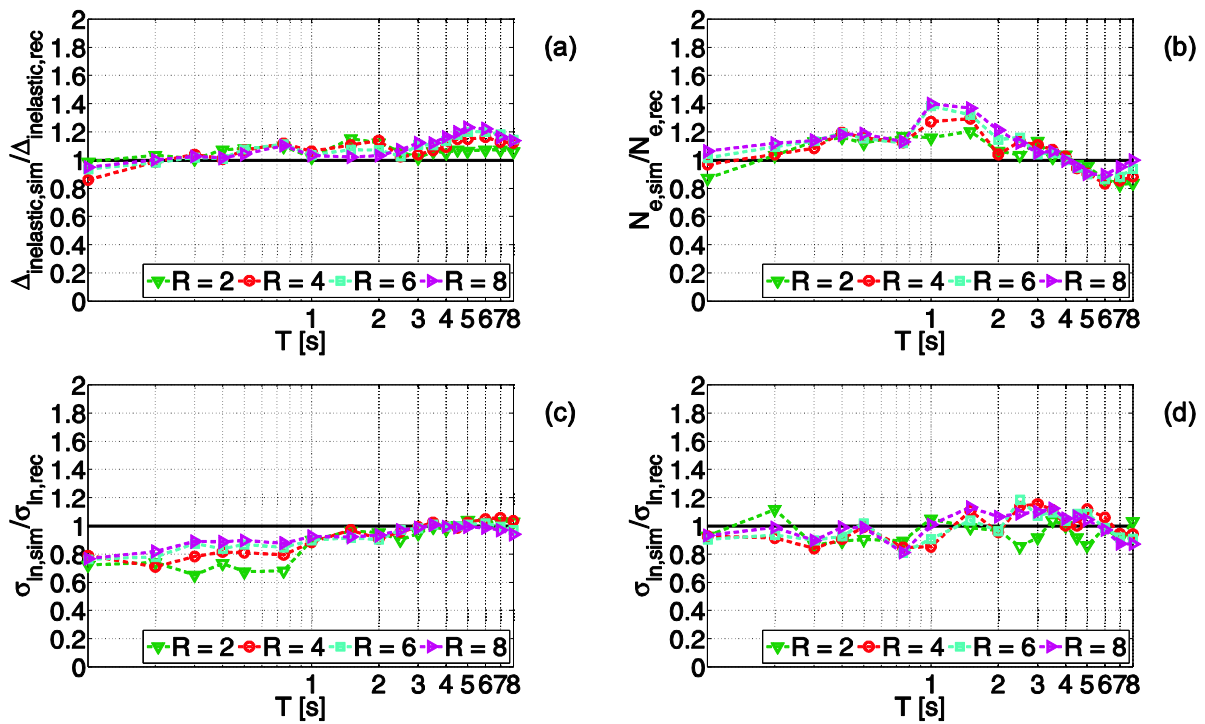 2
1.8
1.6
1.4
1.2
1
0.8
0.6
0.4
0.2
0
Δinelastic,sim/Δinelastic,rec
R = 2 R = 4 R = 6 R = 8
1 2 3 4 5 6 7 8
T [s]
(a)
2
1.8
1.6
1.4
1.2
1
0.8
0.6
0.4
0.2
0
Ne,sim/Ne,rec
R = 2 R = 4 R = 6 R = 8
1 2 3 4 5 6 7 8
T [s]
(b)
2
1.8
1.6
1.4
1.2
1
0.8
0.6
0.4
0.2
0
σln,sim/σln,rec
R = 2 R = 4 R = 6 R = 8
1 2 3 4 5 6 7 8
T [s]
(c)
2
1.8
1.6
1.4
1.2
1
0.8
0.6
0.4
0.2
0
σln,sim/σln,rec
R = 2 R = 4 R = 6 R = 8
1 2 3 4 5 6 7 8
T [s]
(d)